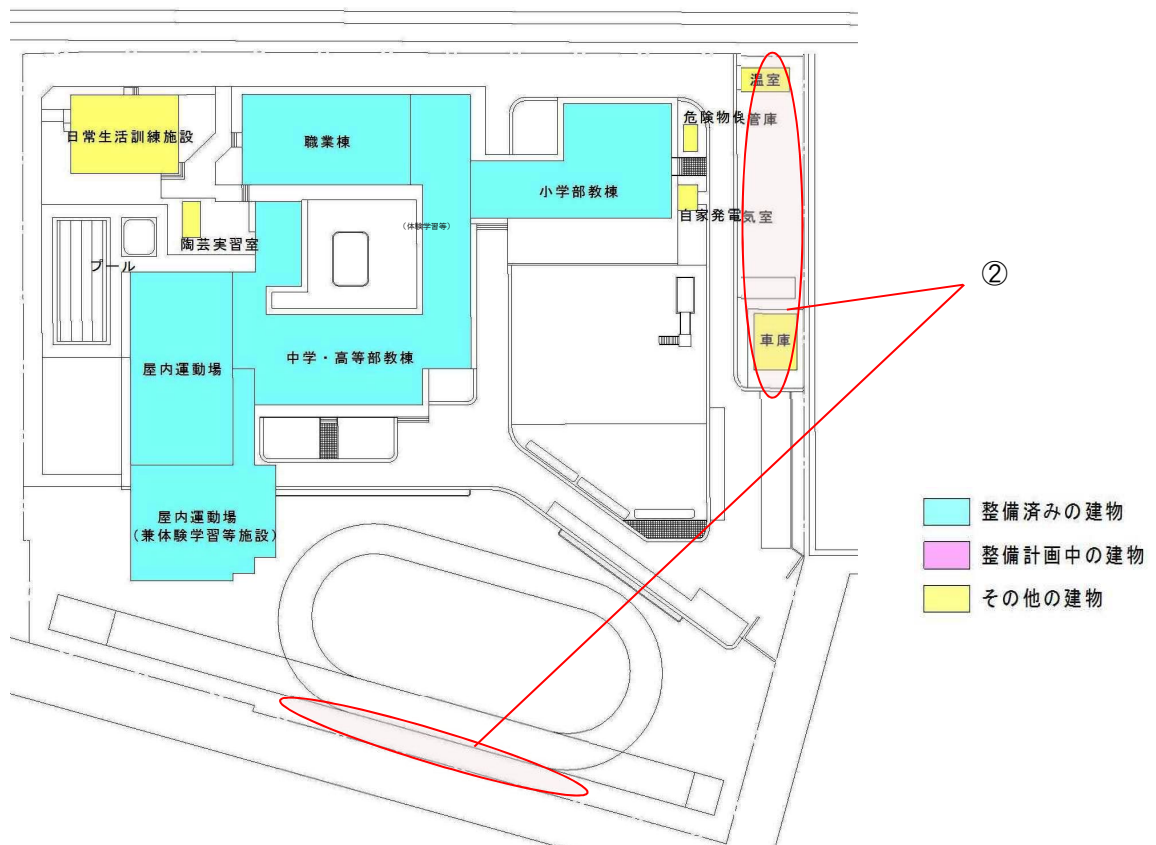 温室
危険物保管庫
日常生活訓練施設
職業棟
小学部教棟
自家発電気室
(体験学習等)
陶芸実習室
プール
②
車庫
中学・高等部教棟
屋内運動場
整備済みの建物
屋内運動場
(兼体験学習等施設)
整備計画中の建物
その他の建物